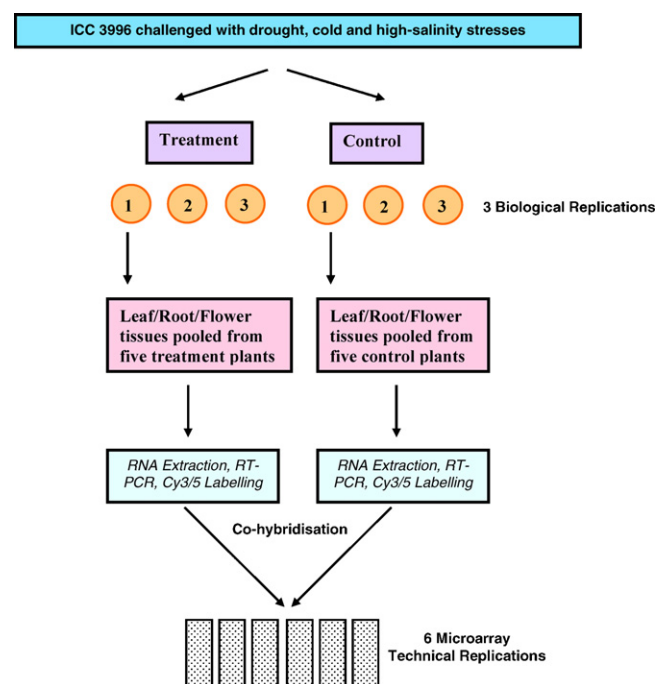 ICC 3996 challenged with drought, cold and high-salinity stresses
Treatment
Control
1
2
3
1
2
3
3 Biological Replications
Leaf/Root/Flower
tissues pooled from
five treatment plants
Leaf/Root/Flower
tissues pooled from
five control plants
RNA Extraction, RT-
PCR, Cy3/5 Labelling
RNA Extraction, RT-
PCR, Cy3/5 Labelling
Co-hybridisation
6 Microarray
Technical Replications